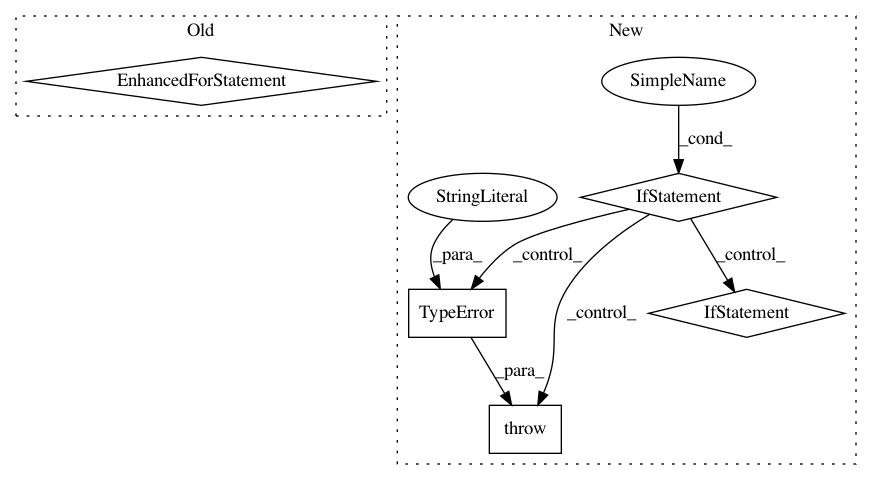 Old
New
EnhancedForStatement
SimpleName
_cond_
StringLiteral
IfStatement
_para_
_control_
_control_
TypeError
_control_
IfStatement
_para_
throw